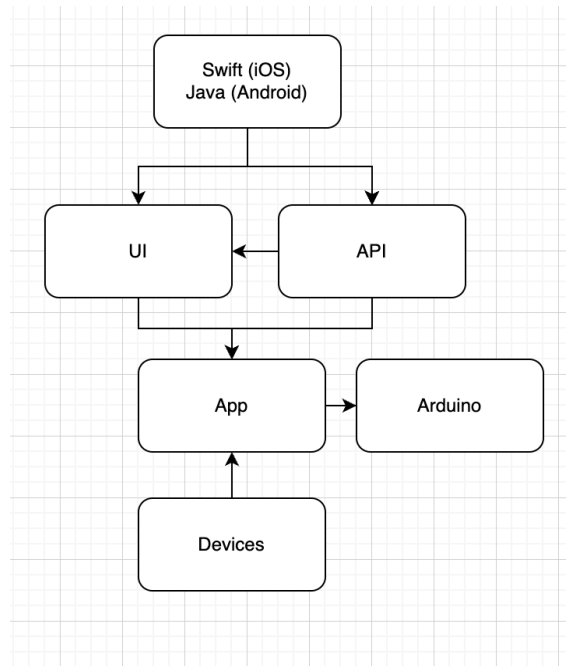 Swift (iOS)
Java (Android)
UI
API
App
Arduino
Devices